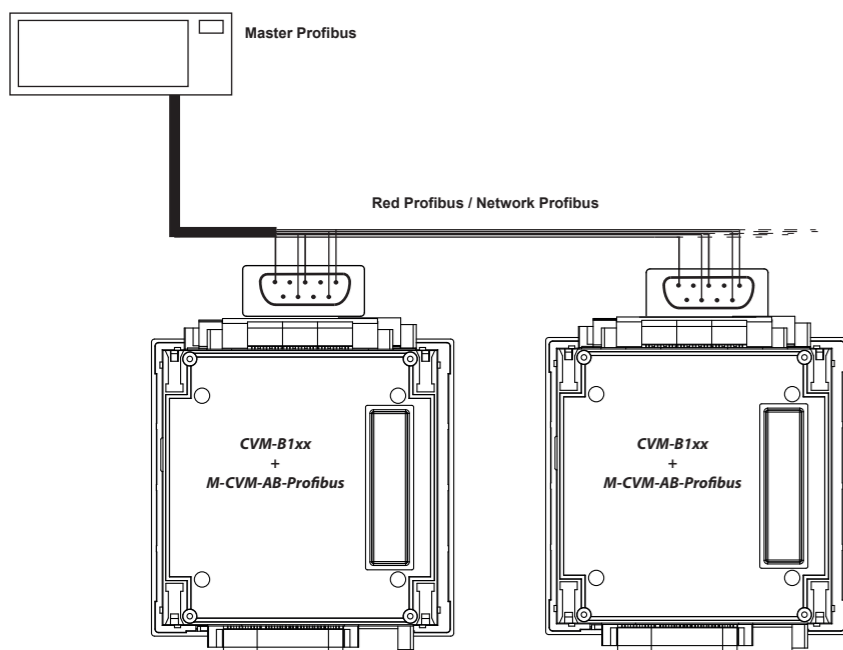 Master Profibus
Red Profibus / Network Profibus
CVM-B1xx
+
M-CVM-AB-Profibus
CVM-B1xx
+
M-CVM-AB-Profibus